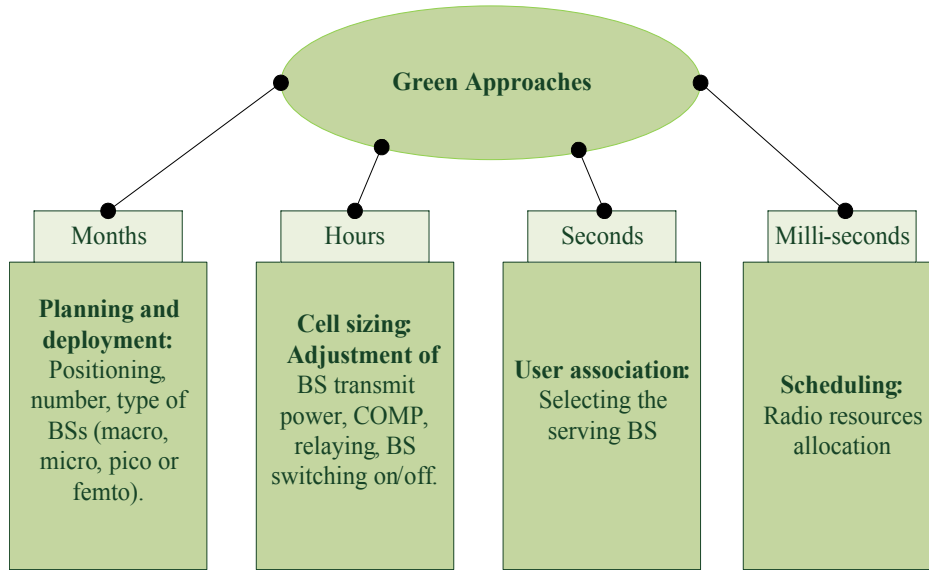 Green Approaches
Months
Hours
Seconds
Milli-seconds
Planning and
deployment:
Positioning,
number, type of
BSs (macro,
micro, pico or
femto).
Cell sizing:
Adjustment of
BS transmit
power, COMP,
relaying, BS
switching on/off.
User association:
Selecting the
serving BS
Scheduling:
Radio resources
allocation